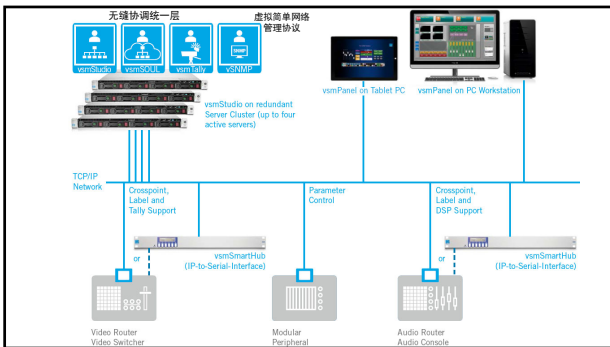 无缝协调统一层
虚拟简单网络
管理协议
vsmStudio
vsmSOUL
vsmTally
vSNMP
SNMP
vsmStudio on redundant
Server Cluster (up to four
active servers)
vsmPanel on Tablet PC
vsmPanel on PC Workstation
TCP/IP
Network
Crosspoint,
Label and
Tally Support
Parameter
Control
Crosspoint,
Label and
DSP Support
or
vsmSmartHub
(IP-to-Serial-Interface)
or
vsmSmartHub
(IP-to-Serial-Interface)
Video Router
Video Switcher
Modular
Peripheral
Audio Router
Audio Console